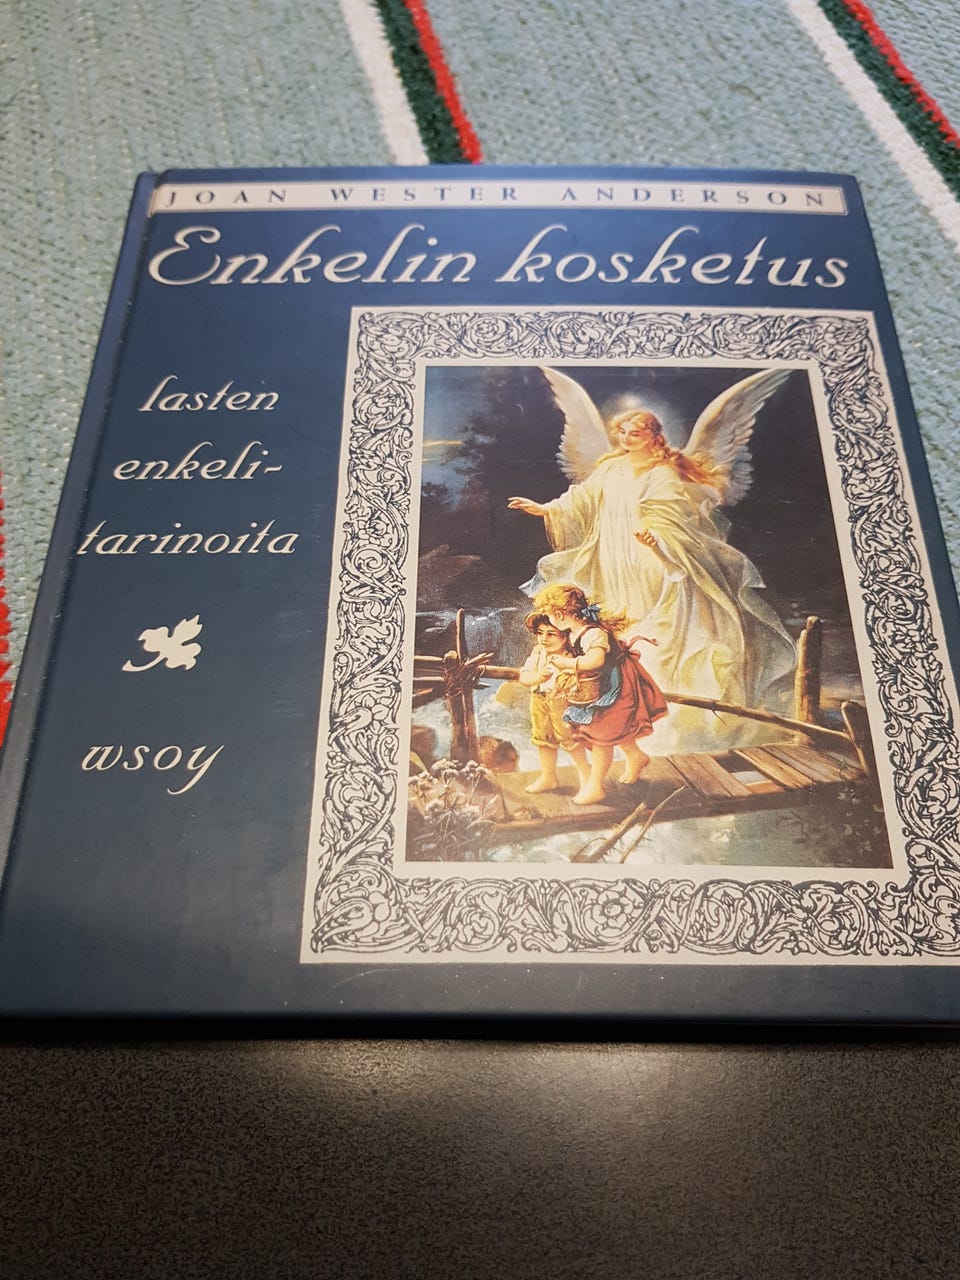 JOAN WESTER ANDERSON
Enkelin kosketus
lasten
enkeli-
tarinoita
wsoy